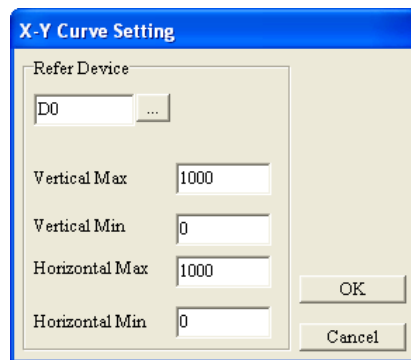 X-Y Curve Setting
Refer Device
D0
...
Vertical Max 1000
Vertical Min 0
Horizontal Max 1000
Horizontal Min 0
OK
Cancel